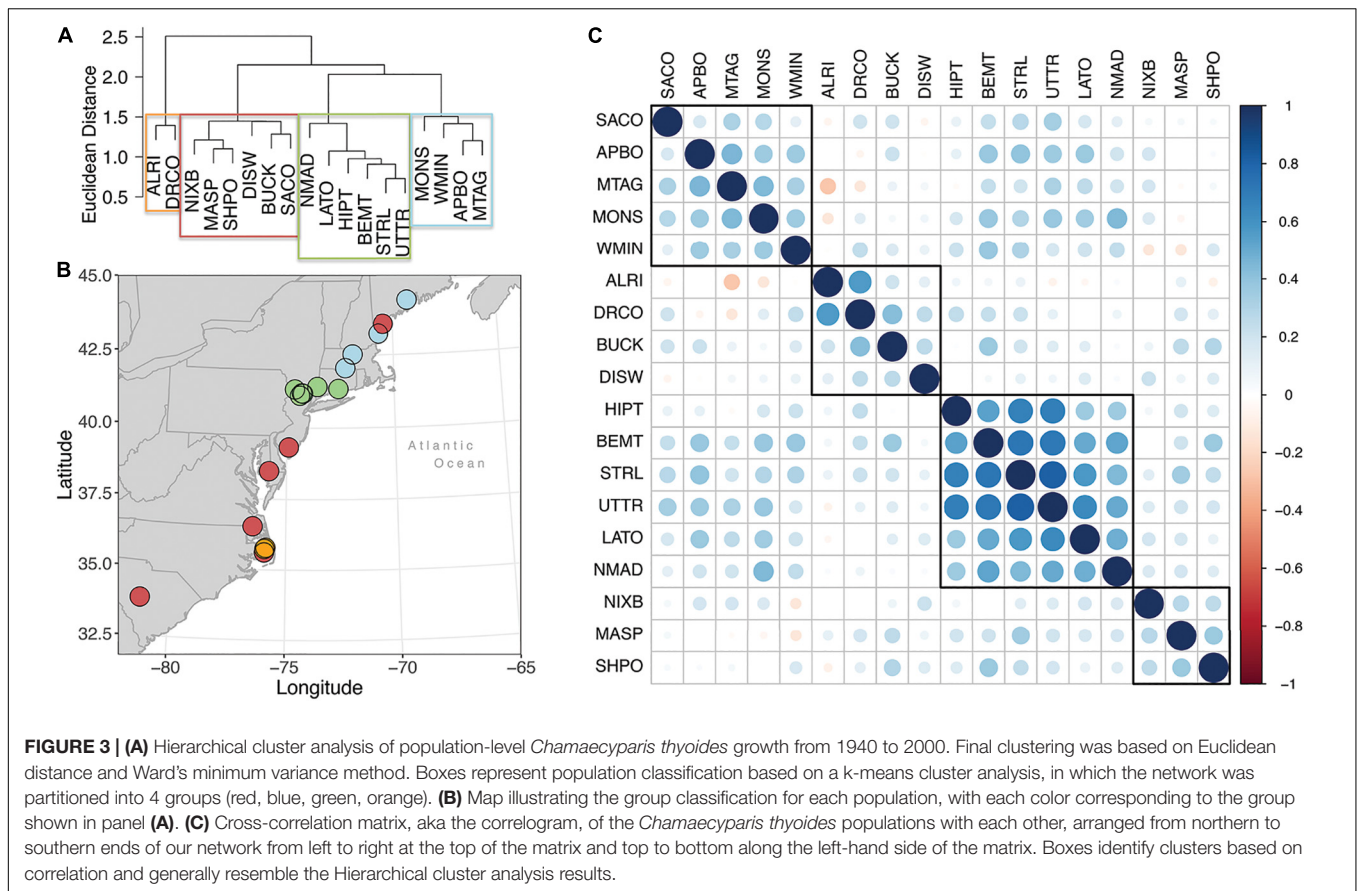 A
Euclidean Distance
2.5
2.0
1.5
1.0
0.5
ALRI
DRCO
NIXB
MASP
SHPO
DISW
BUCK
SACO
NMAD
LATO
HIPT
BEMT
STRL
UTTR
MONS
WMIN
APBO
MTAG
B
Latitude
45.0
42.5
40.0
37.5
35.0
32.5
Atlantic
Ocean
−80 −75 −70 −65
Longitude
C
SACO APBO MTAG MONS WMIN ALRI DRCO BUCK DISW HIPT BEMT STRL UTTR LATO NMAD NIXB MASP SHPO
SACO
APBO
MTAG
MONS
WMIN
ALRI
DRCO
BUCK
DISW
HIPT
BEMT
STRL
UTTR
LATO
NMAD
NIXB
MASP
SHPO
1
0.8
0.6
0.4
0.2
0
−0.2
−0.4
−0.6
−0.8
−1
FIGURE 3 | (A) Hierarchical cluster analysis of population-level Chamaecyparis thyoides growth from 1940 to 2000. Final clustering was based on Euclidean
distance and Ward's minimum variance method. Boxes represent population classification based on a k-means cluster analysis, in which the network was
partitioned into 4 groups (red, blue, green, orange). (B) Map illustrating the group classification for each population, with each color corresponding to the group
shown in panel (A). (C) Cross-correlation matrix, aka the correlogram, of the Chamaecyparis thyoides populations with each other, arranged from northern to
southern ends of our network from left to right at the top of the matrix and top to bottom along the left-hand side of the matrix. Boxes identify clusters based on
correlation and generally resemble the Hierarchical cluster analysis results.